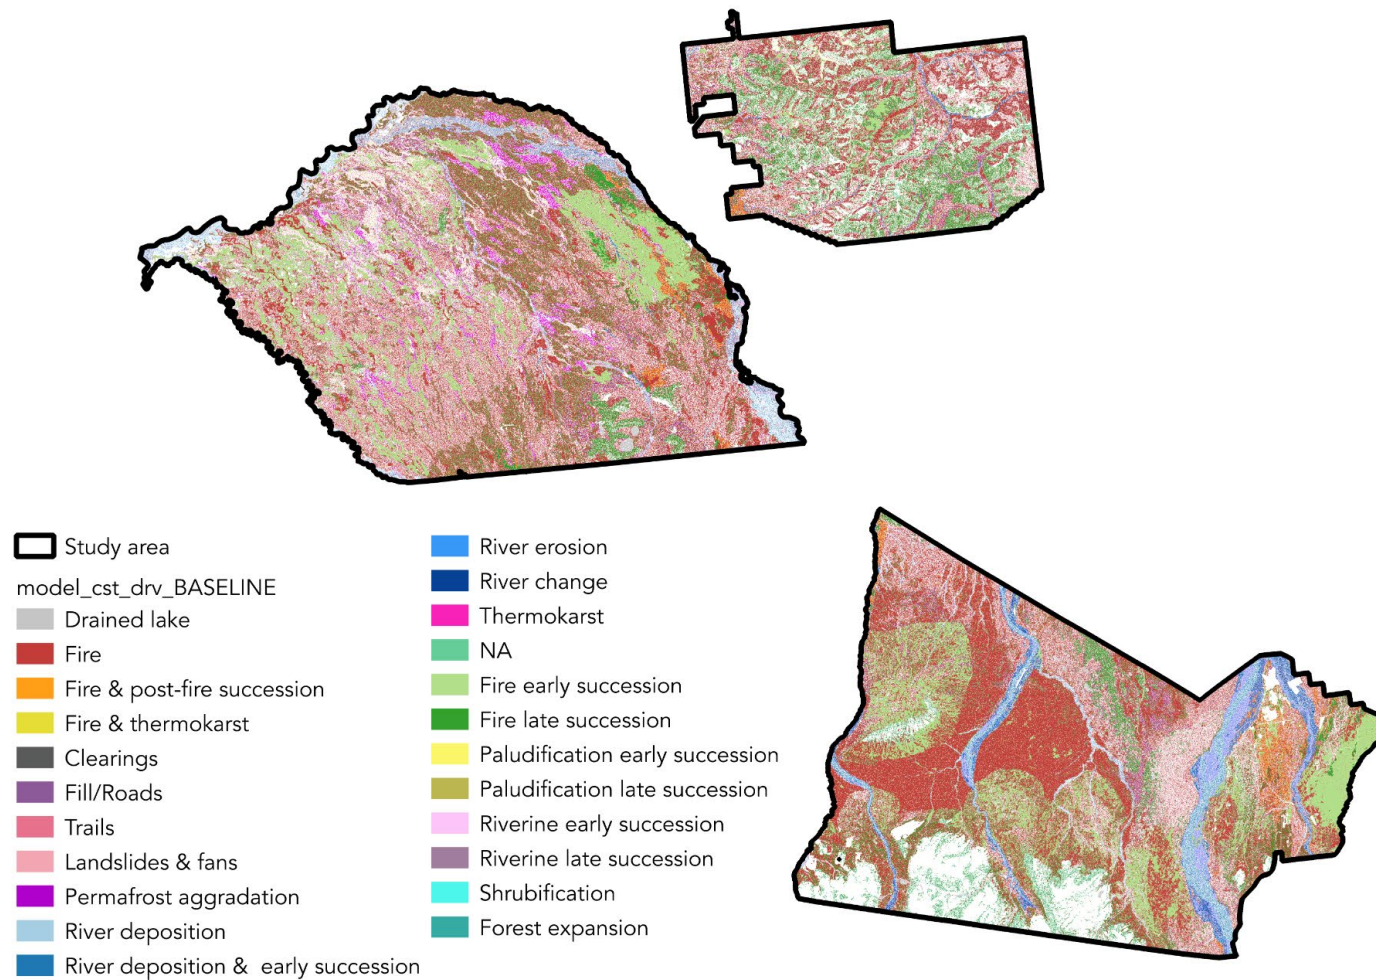 Study area
model_cst_drv_BASELINE
Drained lake
Fire
Fire & post-fire succession
Fire & thermokarst
Clearings
Fill/Roads
Trails
Landslides & fans
Permafrost aggradation
River deposition
River deposition & early succession
River erosion
River change
Thermokarst
NA
Fire early succession
Fire late succession
Paludification early succession
Paludification late succession
Riverine early succession
Riverine late succession
Shrubification
Forest expansion